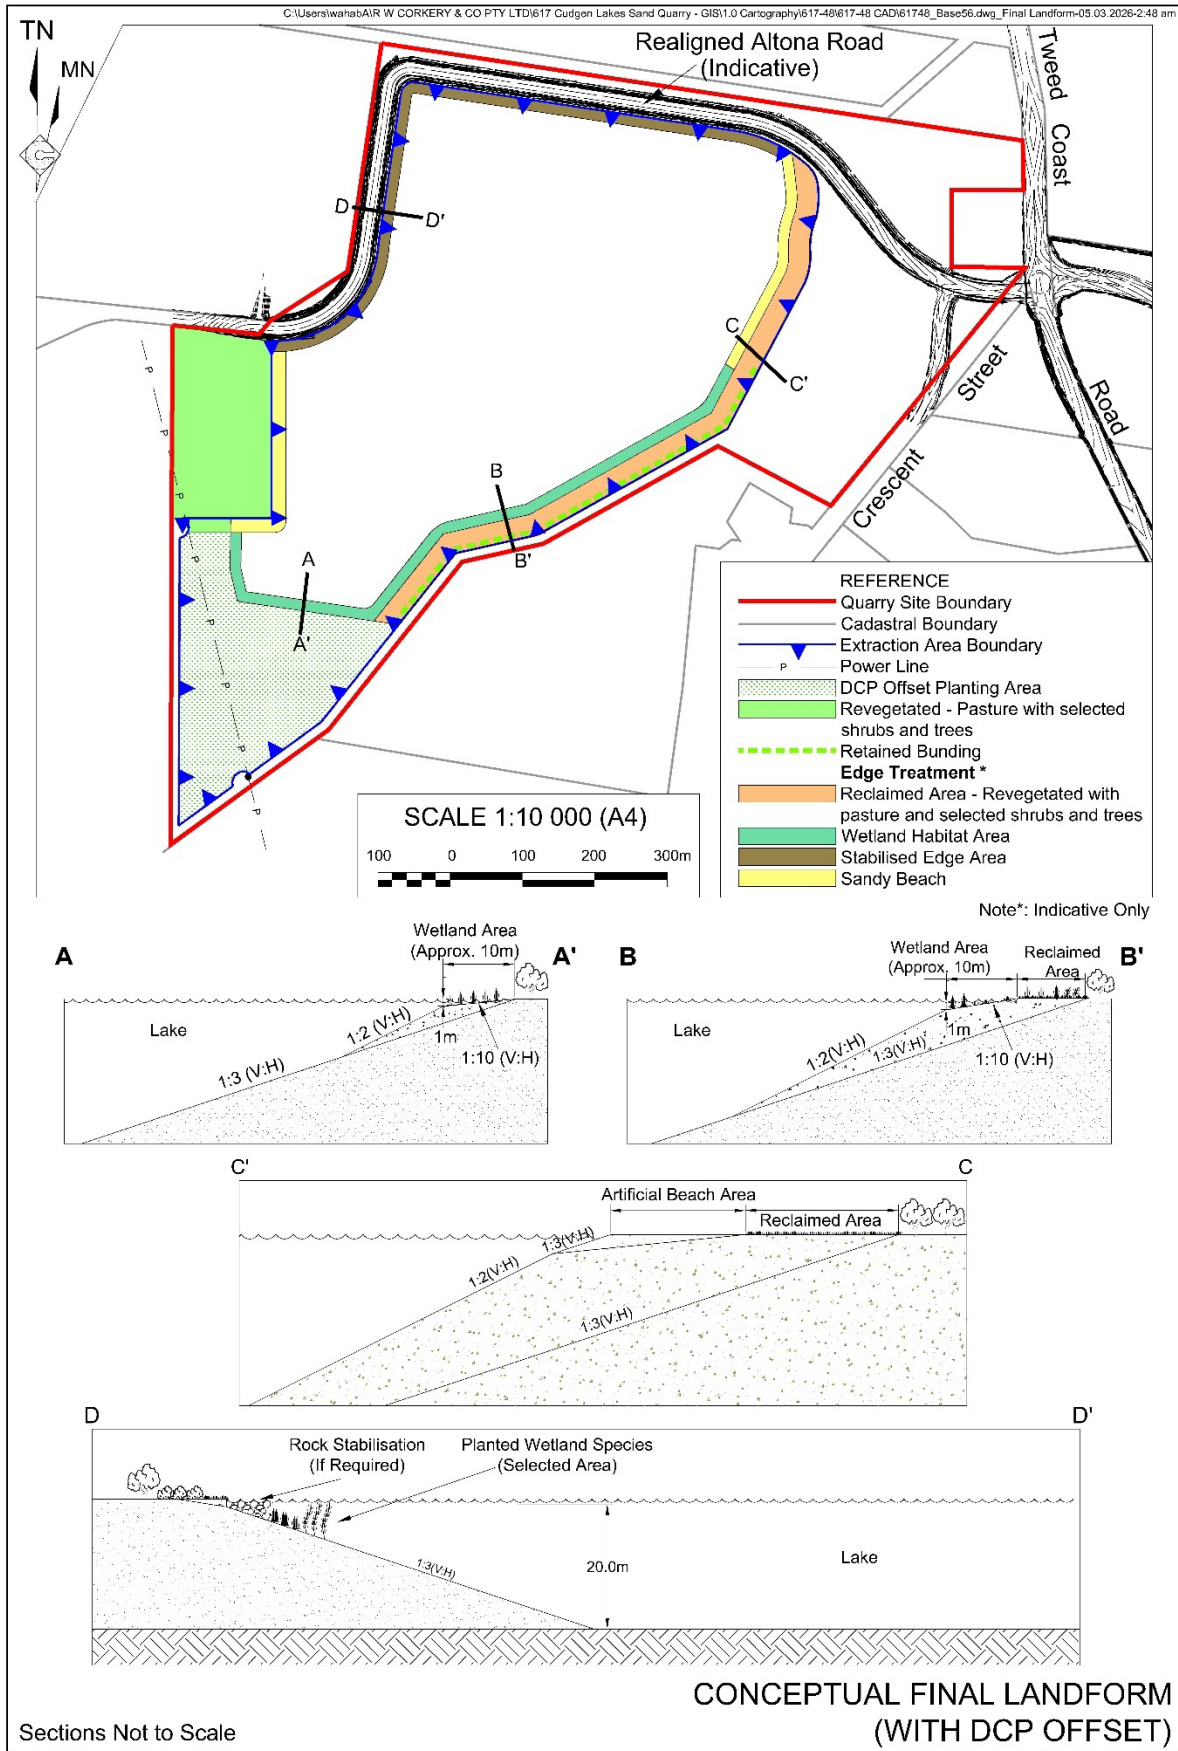 C:\Users\wahabA\R W CORKERY & CO PTY LTD\617 Cudgen Lakes Sand Quarry - GIS\1.0 Cartography\617-48\617-48 CAD\61748_Base56.dwg_Final Landform-05.03.2026-2:48 am
TN
MN
Realigned Altona Road
(Indicative)
Tweed Coast Road
D
D'
P
P
P
P
P
P
C
C'
Crescent Street
B
B'
A
A'
REFERENCE
Quarry Site Boundary
Cadastral Boundary
Extraction Area Boundary
P
Power Line
DCP Offset Planting Area
Revegetated - Pasture with selected
shrubs and trees
Retained Bunding
Edge Treatment *
Reclaimed Area - Revegetated with
pasture and selected shrubs and trees
Wetland Habitat Area
Stabilised Edge Area
Sandy Beach
SCALE 1:10 000 (A4)
100 0 100 200 300m
Note*: Indicative Only
A
Wetland Area
(Approx. 10m)
A'
Lake
1:2 (V:H)
1m
1:10 (V:H)
1:3 (V:H)
B
Wetland Area
(Approx. 10m)
Reclaimed
Area
B'
Lake
1m
1:2(V:H)
1:3(V:H)
1:10 (V:H)
C'
C
Artificial Beach Area
Reclaimed Area
1:3(V:H)
1:2(V:H)
1:3(V:H)
D
D'
Rock Stabilisation
(If Required)
Planted Wetland Species
(Selected Area)
1:3(V:H)
20.0m
Lake
CONCEPTUAL FINAL LANDFORM
(WITH DCP OFFSET)
Sections Not to Scale